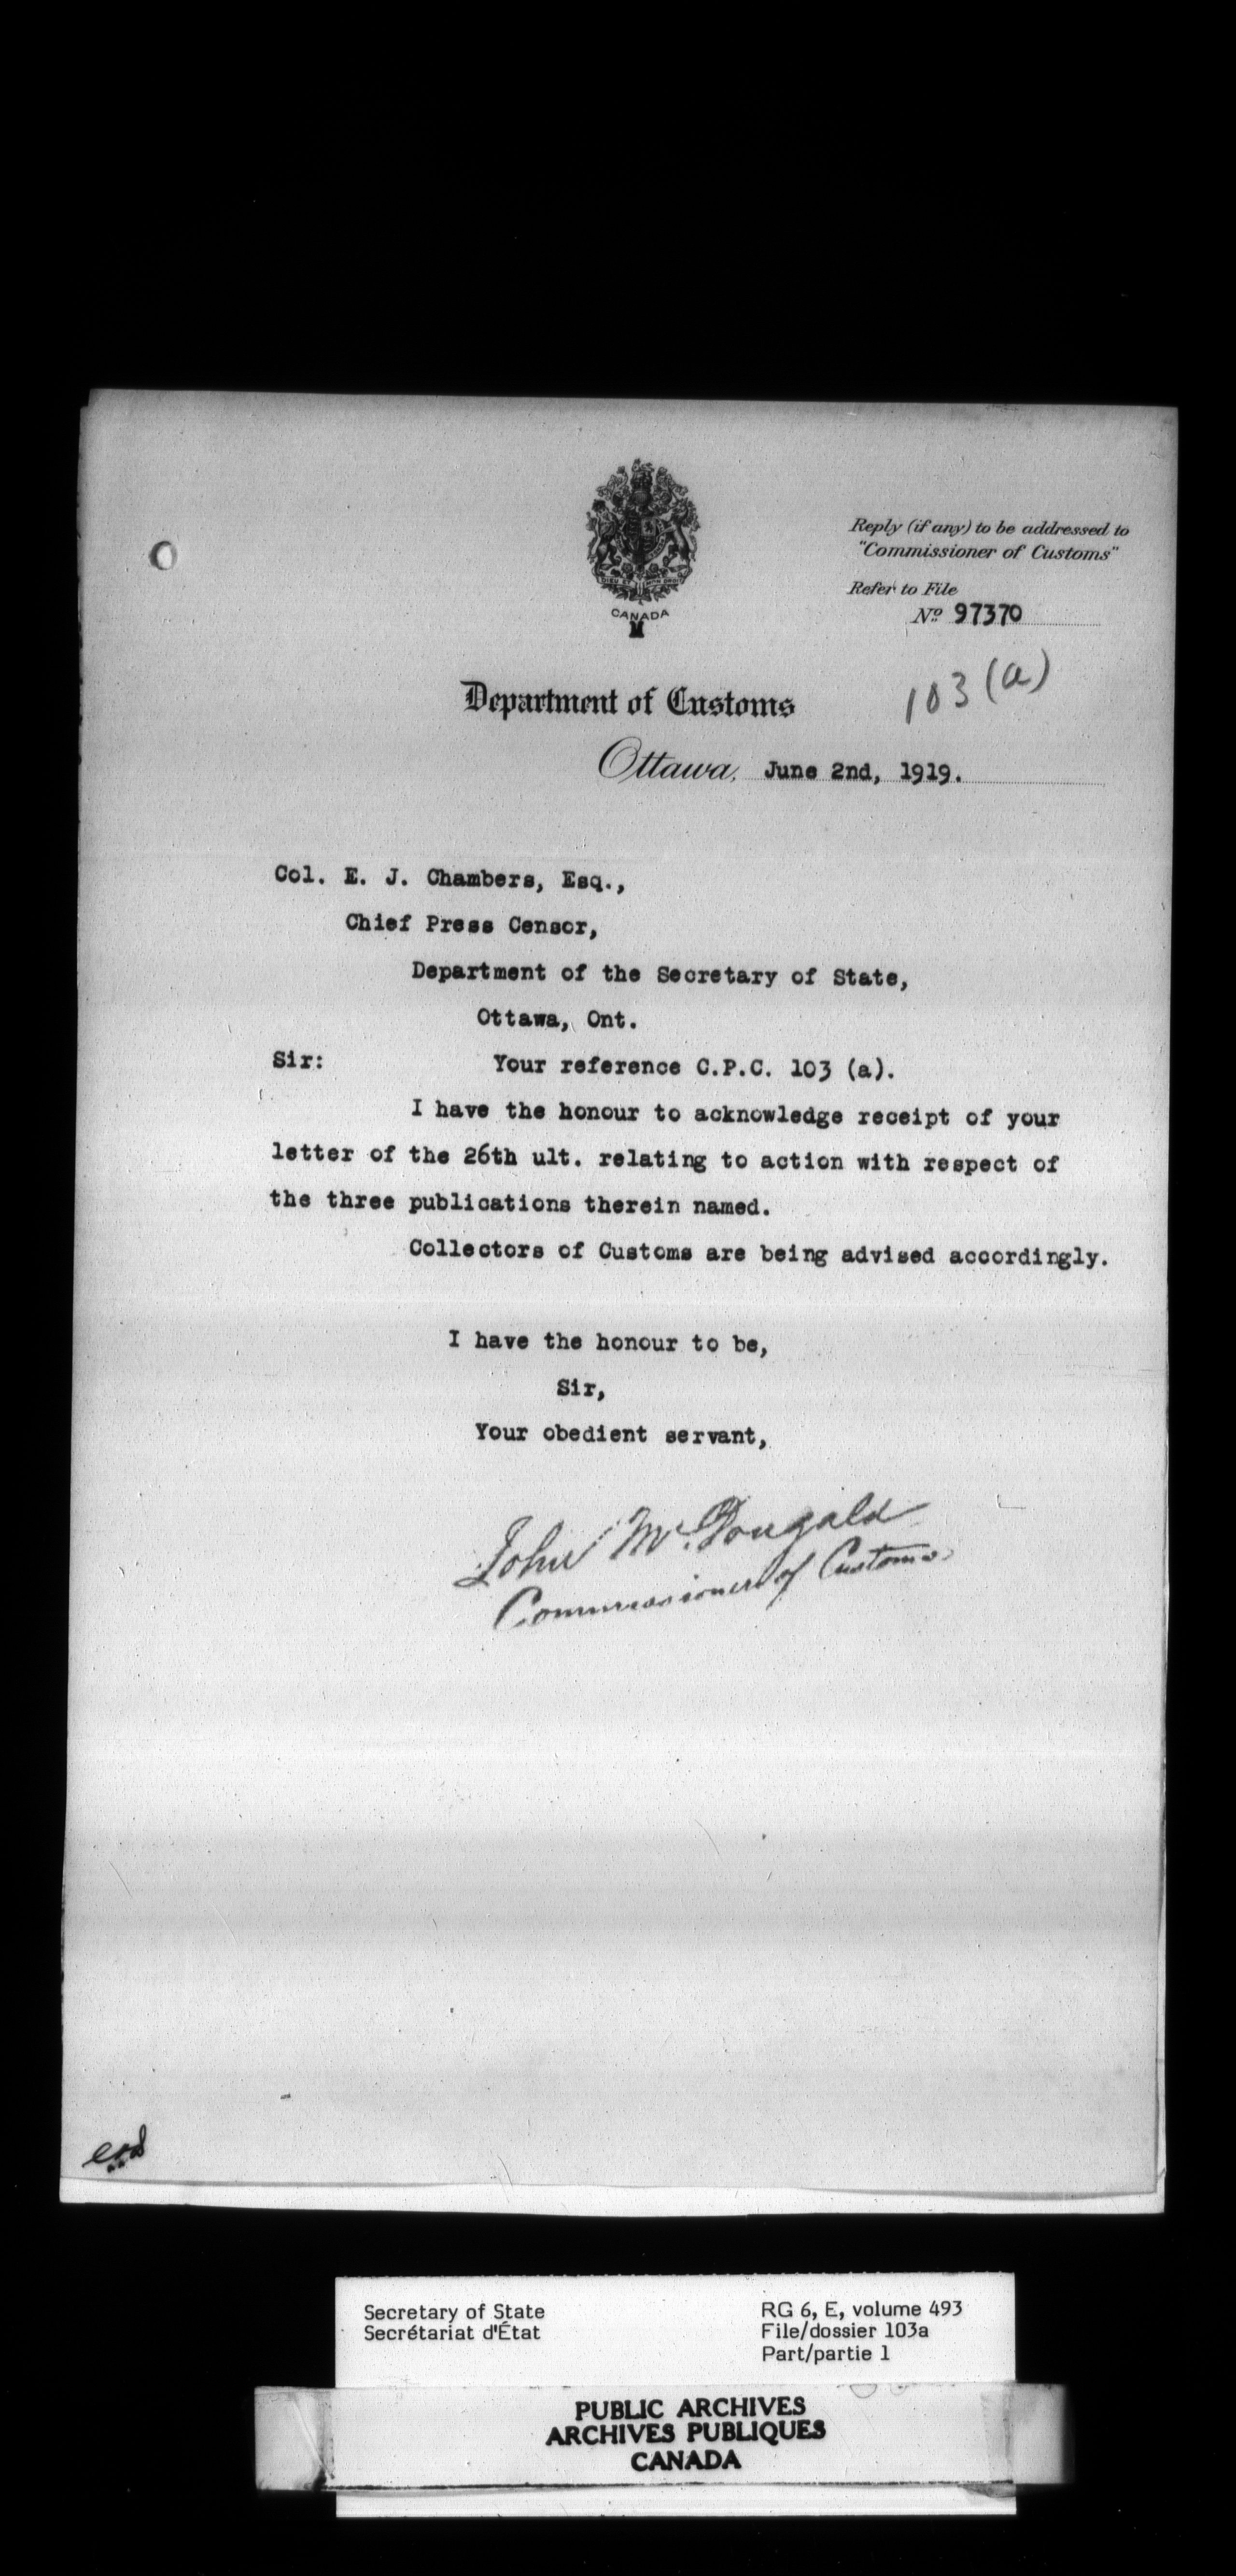 DIEU ET MON DROIT
CANADA
M
Reply (if any) to be addressed to
"Commissioner of Customs"
Refer to File
No 97370
103 (a)
Department of Customs
Ottawa, June 2nd, 1919.
Col. E. J. Chambers, Esq.,
Chief Press Censor,
Department of the Secretary of State,
Ottawa, Ont.
Sir: Your reference C.P.C. 103 (a).
I have the honour to acknowledge receipt of your
letter of the 26th ult. relating to action with respect of
the three publications therein named.
Collectors of Customs are being advised accordingly.
I have the honour to be,
Sir,
Your obedient servant,
John McDougald
Commissioner of Customs.
Secretary of State
Secrétariat d'État
RG 6, E, volume 493
File/dossier 103a
Part/partie 1
PUBLIC ARCHIVES
ARCHIVES PUBLIQUES
CANADA